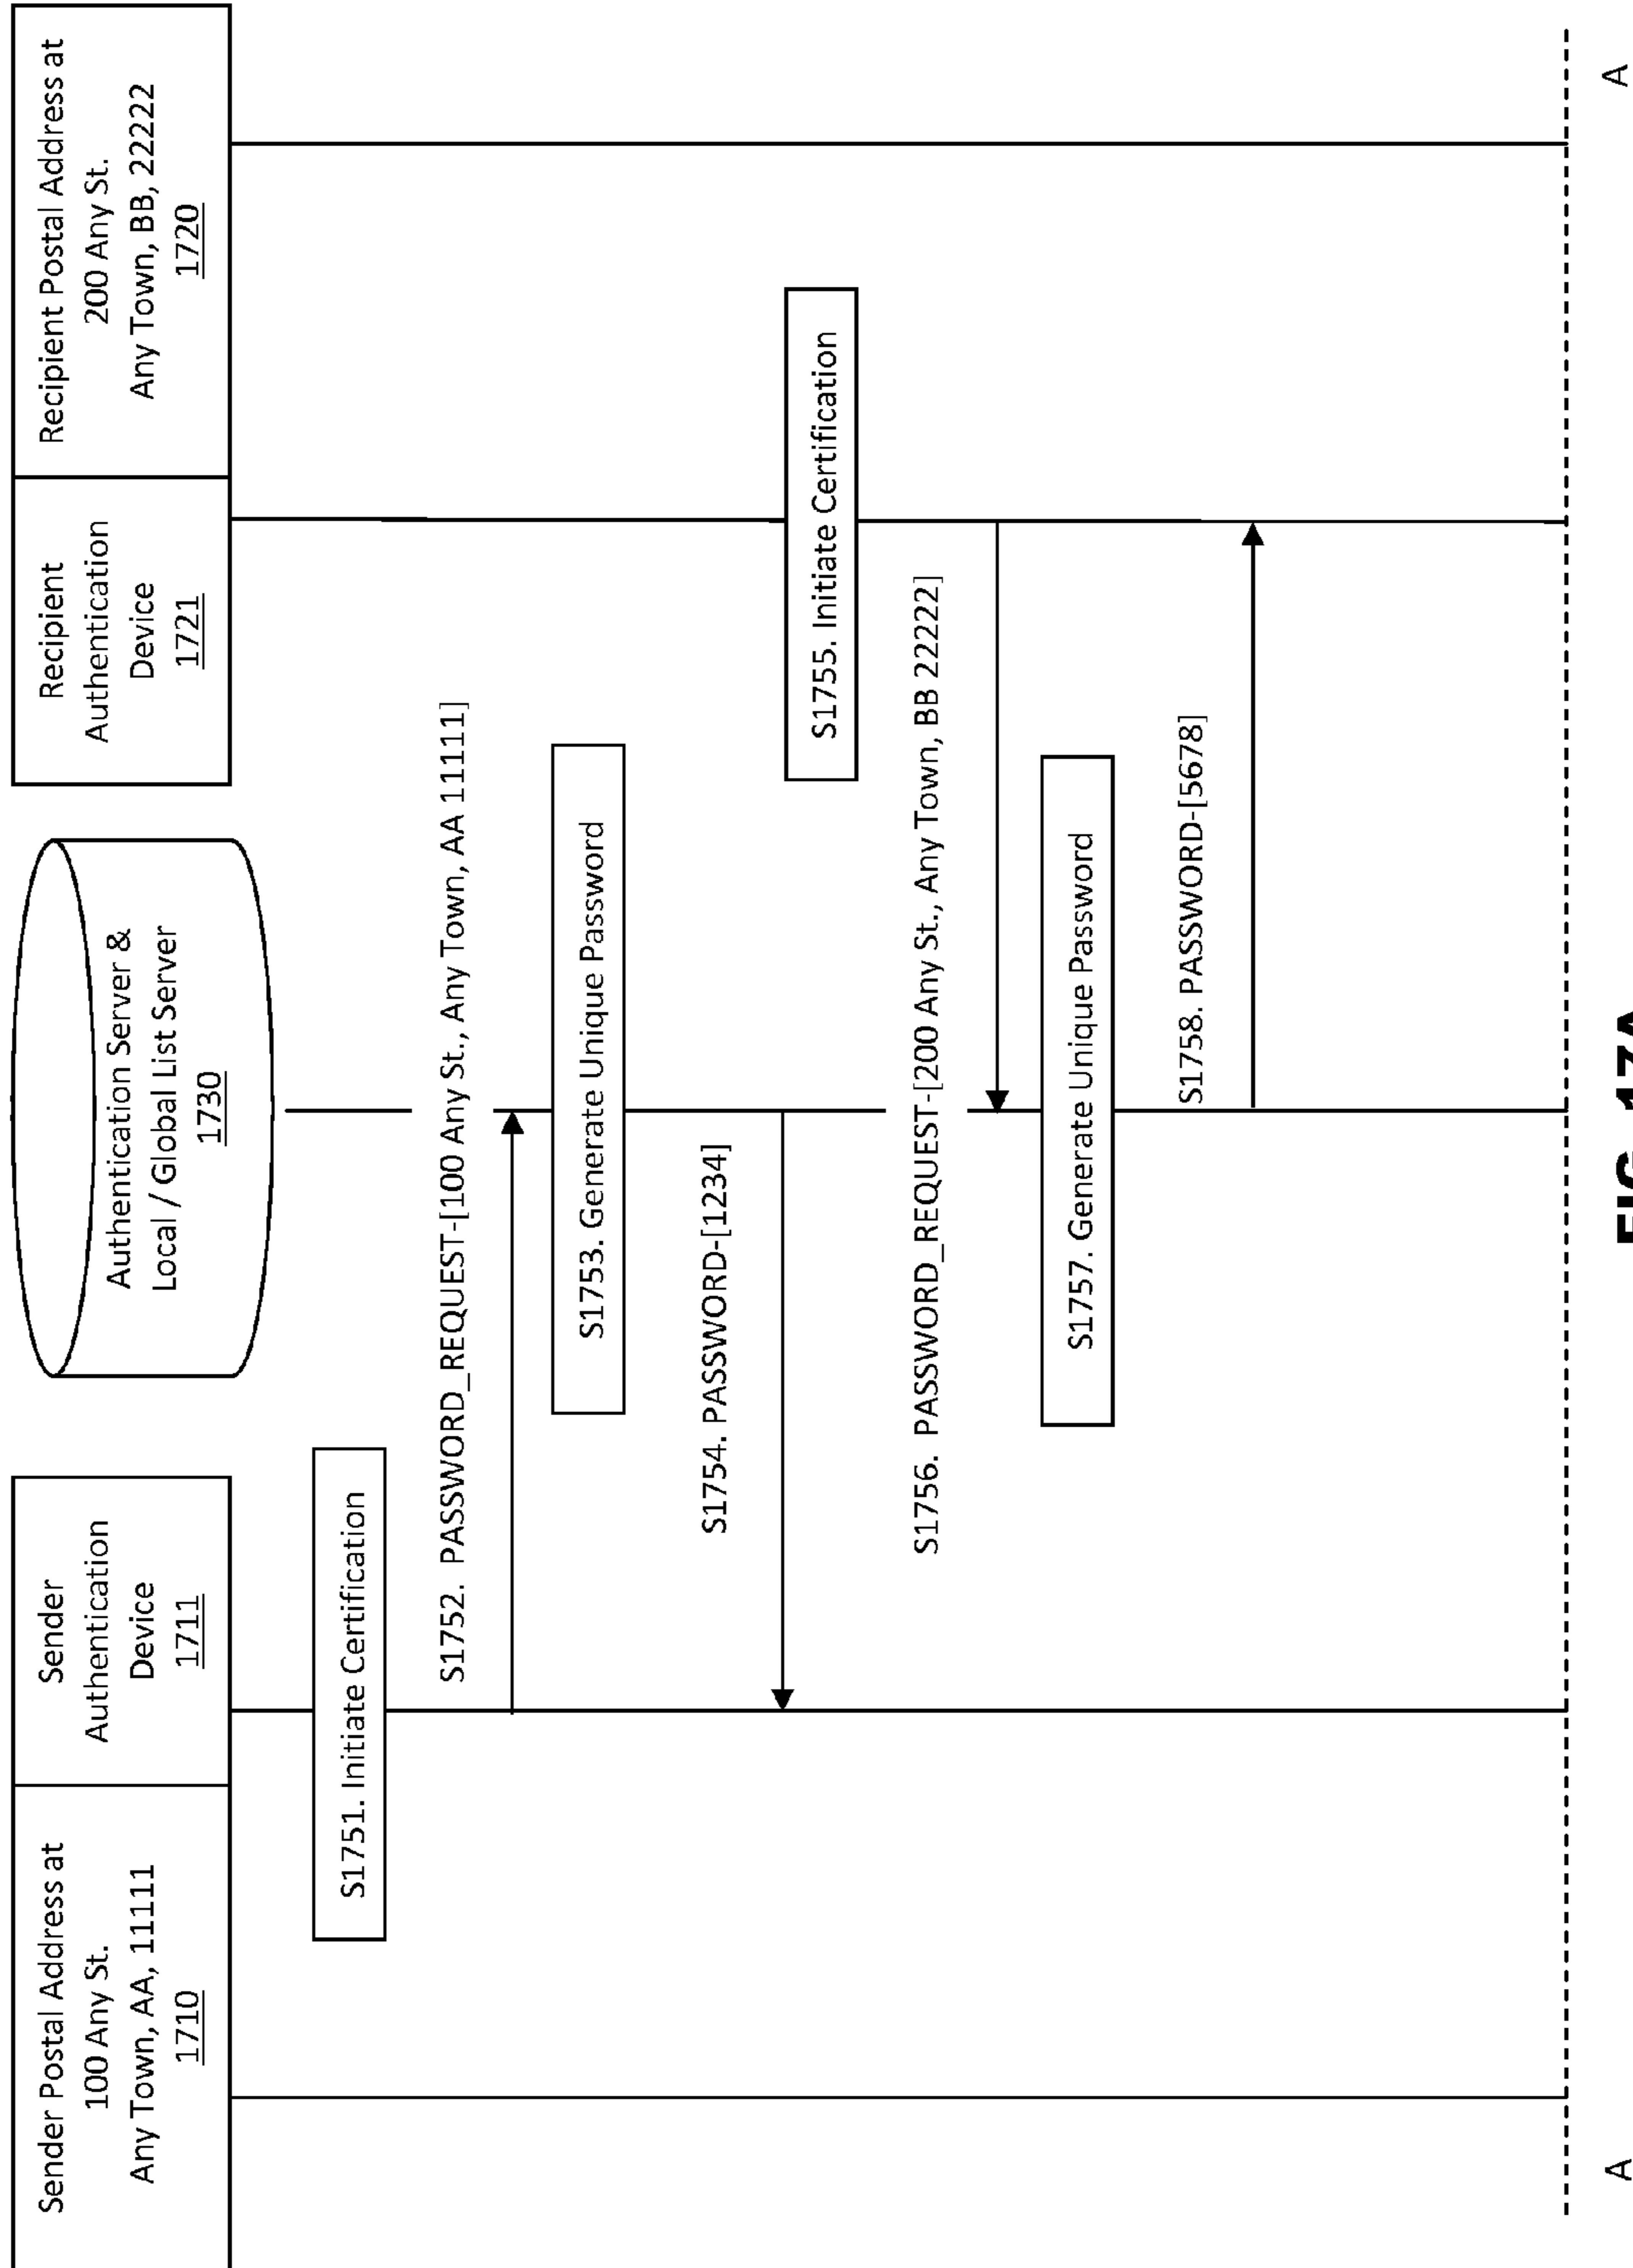 Sender Postal Address at
100 Any St.
Any Town, AA, 11111
1710
Sender
Authentication
Device
1711
Authentication Server &
Local / Global List Server
1730
Recipient
Authentication
Device
1721
Recipient Postal Address at
200 Any St.
Any Town, BB, 22222
1720
S1751. Initiate Certification
S1752. PASSWORD_REQUEST-[100 Any St., Any Town, AA 11111]
S1753. Generate Unique Password
S1754. PASSWORD-[1234]
S1755. Initiate Certification
S1756. PASSWORD_REQUEST-[200 Any St., Any Town, BB 22222]
S1757. Generate Unique Password
S1758. PASSWORD-[5678]
A
A
FIG. 17A